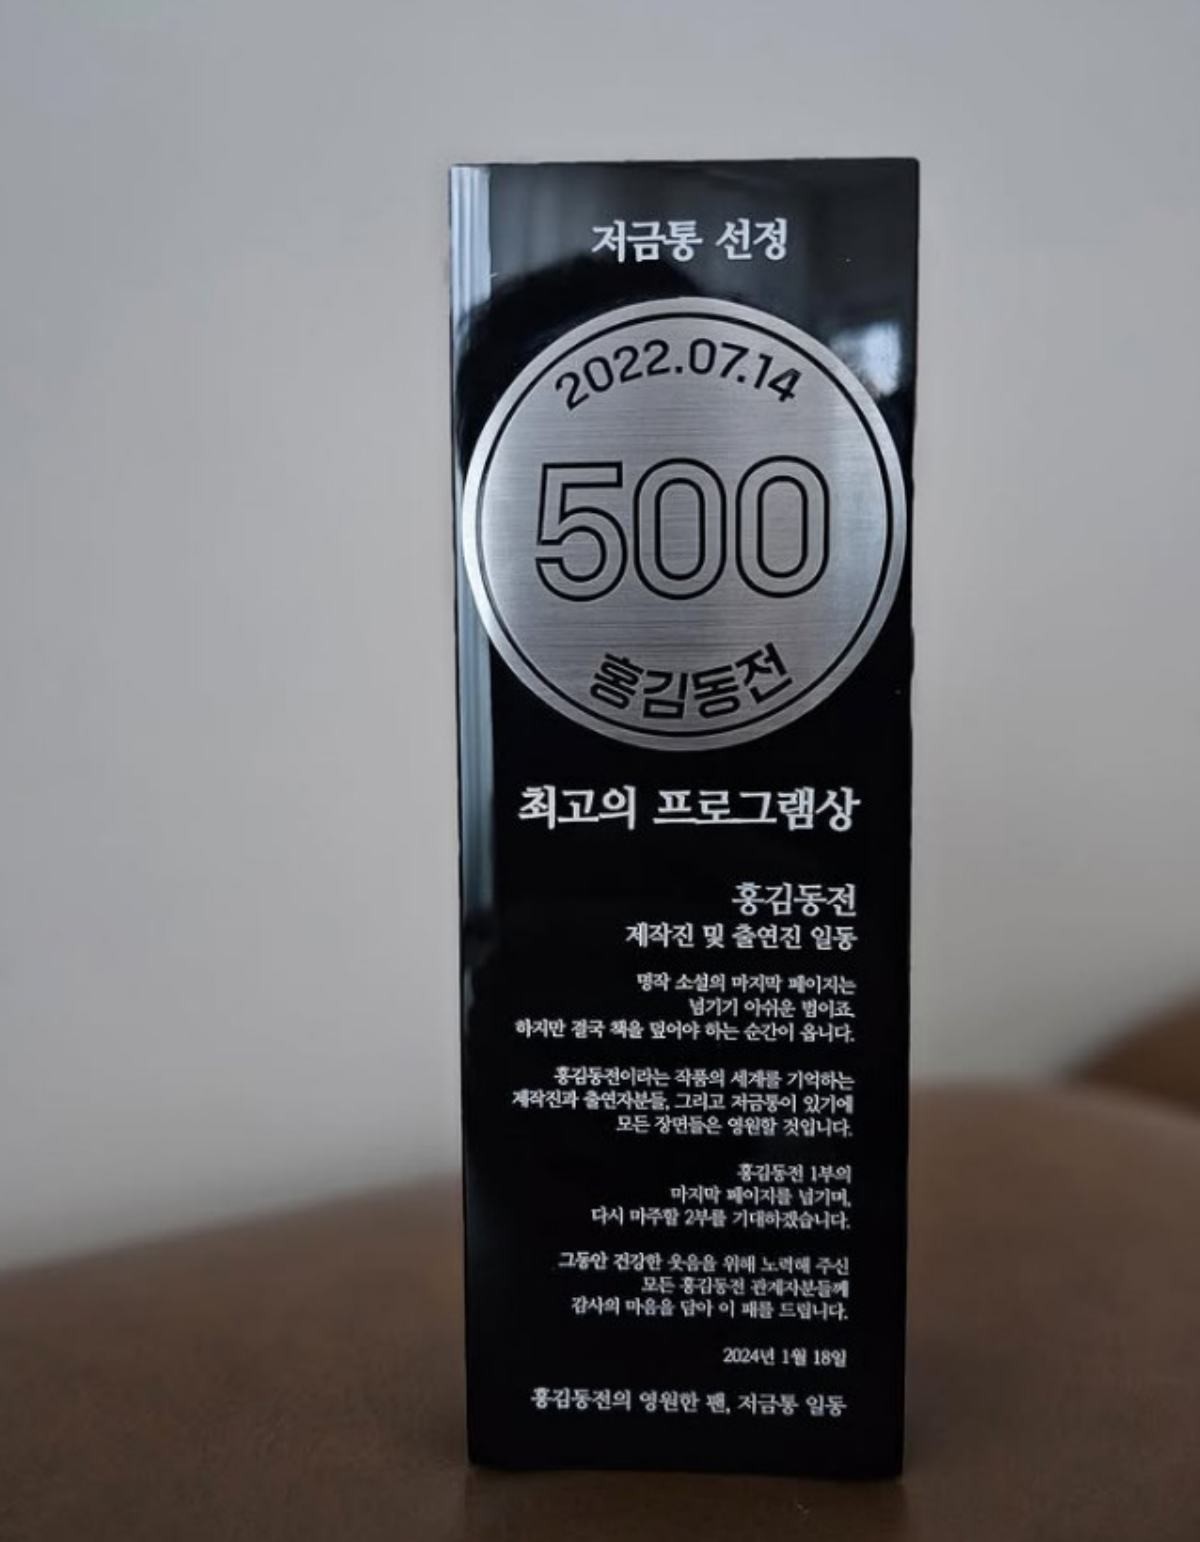 저금통 선정
2022.07.14
500
홍김동전
최고의 프로그램상
홍김동전
제작진 및 출연진 일동
명작 소설의 마지막 페이지는
넘기기 아쉬운 법이죠
하지만 결국 책을 덮어야 하는 순간이 옵니다.
홍김동전이라는 작품의 세계를 기억하는
제작진과 출연자분들, 그리고 저금통이 있기에
모든 장면들은 영원할 것입니다.
홍김동전 1부의
마지막 페이지를 넘기며,
다시 마주할 2부를 기대하겠습니다.
그동안 건강한 웃음을 위해 노력해 주신
모든 홍김동전 관계자분들께
감사의 마음을 담아 이 패를 드립니다.
2024년 1월 18일
홍김동전의 영원한 팬, 저금통 일동